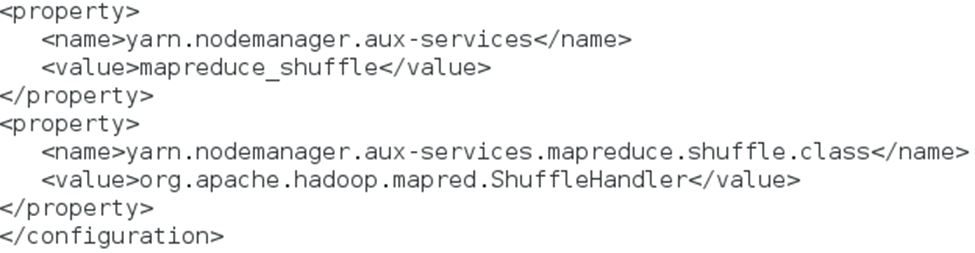 <property>
<name>yarn.nodemanager.aux-services</name>
<value>mapreduce_shuffle</value>
</property>
<property>
<name>yarn.nodemanager.aux-services.mapreduce.shuffle.class</name>
<value>org.apache.hadoop.mapred.ShuffleHandler</value>
</property>
</configuration>